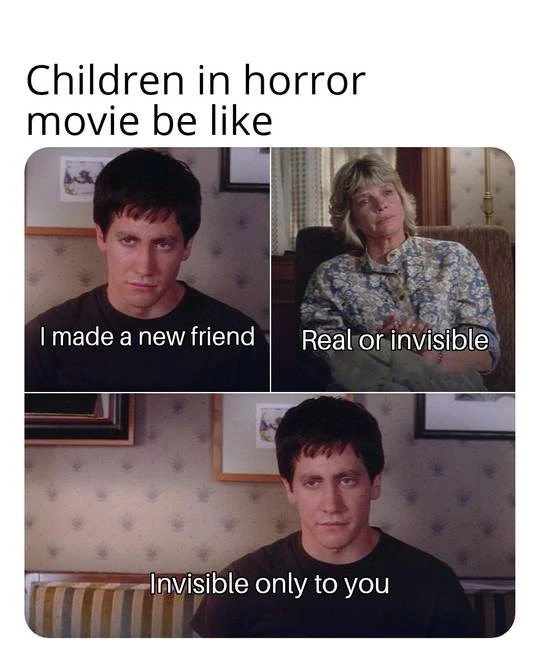 Children in horror
movie be like
I made a new friend
Real or invisible
Invisible only to you